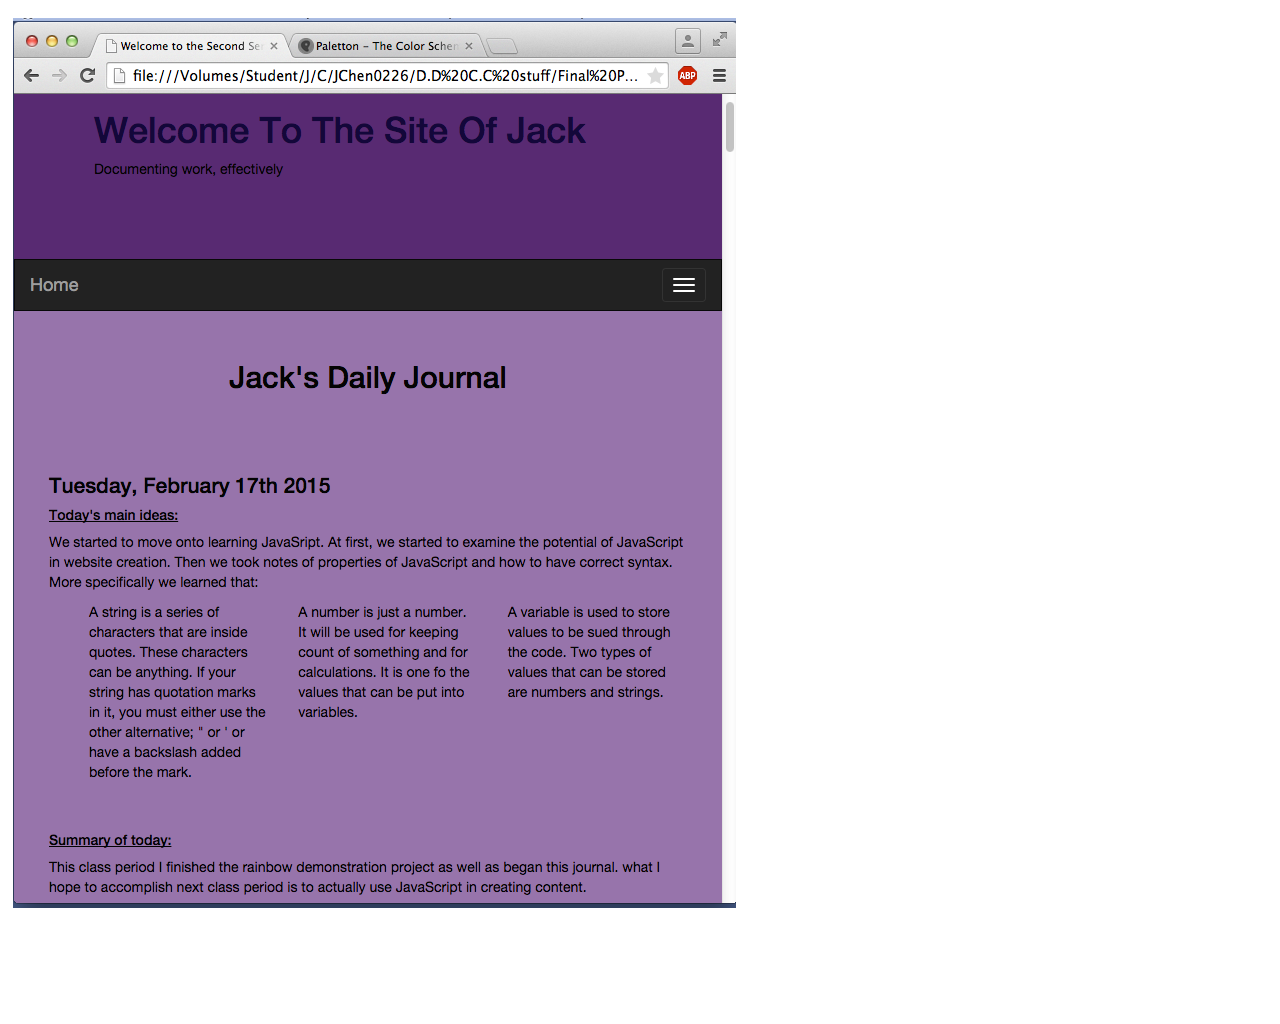 Welcome to the Second Se
Paletton – The Color Schem
file:///Volumes/Student/J/C/JChen0226/D.D%20C.C%20stuff/Final%20P...
ABP
Welcome To The Site Of Jack
Documenting work, effectively
Home
Jack's Daily Journal
Tuesday, February 17th 2015
Today's main ideas:
We started to move onto learning JavaSript. At first, we started to examine the potential of JavaScript
in website creation. Then we took notes of properties of JavaScript and how to have correct syntax.
More specifically we learned that:
A string is a series of
characters that are inside
quotes. These characters
can be anything. If your
string has quotation marks
in it, you must either use the
other alternative; " or ' or
have a backslash added
before the mark.
A number is just a number.
It will be used for keeping
count of something and for
calculations. It is one fo the
values that can be put into
variables.
A variable is used to store
values to be sued through
the code. Two types of
values that can be stored
are numbers and strings.
Summary of today:
This class period I finished the rainbow demonstration project as well as began this journal. what I
hope to accomplish next class period is to actually use JavaScript in creating content.